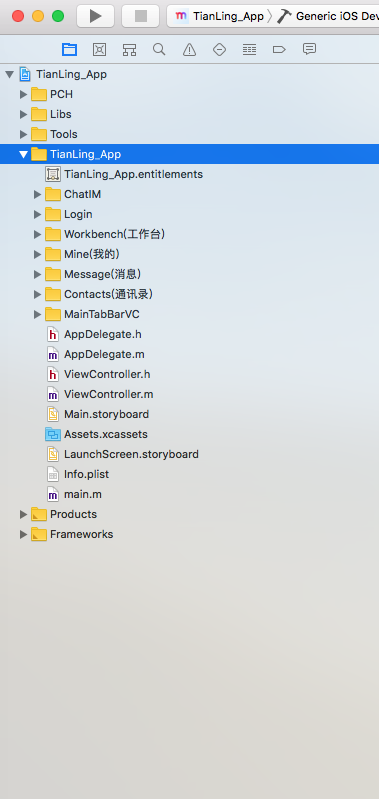 TianLing_App 〉 Generic iOS Dev
TianLing_App
PCH
Libs
Tools
TianLing_App
TianLing_App.entitlements
ChatIM
Login
Workbench(工作台)
Mine(我的)
Message(消息)
Contacts(通讯录)
MainTabBarVC
AppDelegate.h
AppDelegate.m
ViewController.h
ViewController.m
Main.storyboard
Assets.xcassets
LaunchScreen.storyboard
Info.plist
main.m
Products
Frameworks